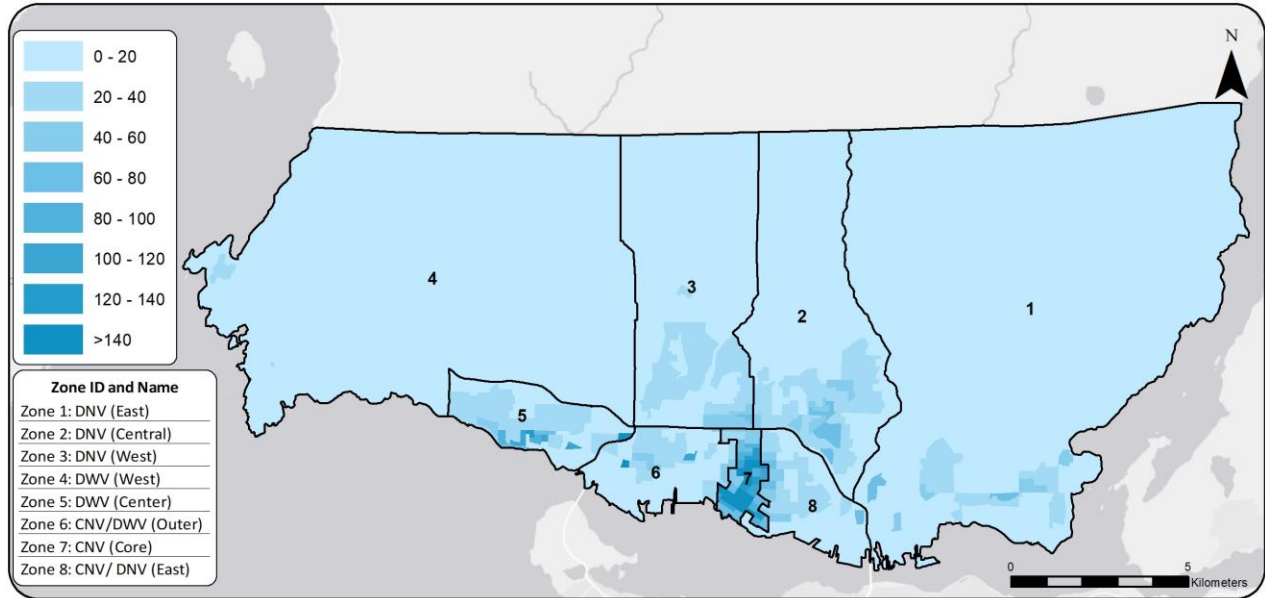 0 - 20
20 - 40
40 - 60
60 - 80
80 - 100
100 - 120
120 - 140
>140
Zone ID and Name
Zone 1: DNV (East)
Zone 2: DNV (Central)
Zone 3: DNV (West)
Zone 4: DWV (West)
Zone 5: DWV (Center)
Zone 6: CNV/DWV (Outer)
Zone 7: CNV (Core)
Zone 8: CNV/ DNV (East)
N
4
3
2
1
5
6
7
8
0 5
Kilometers